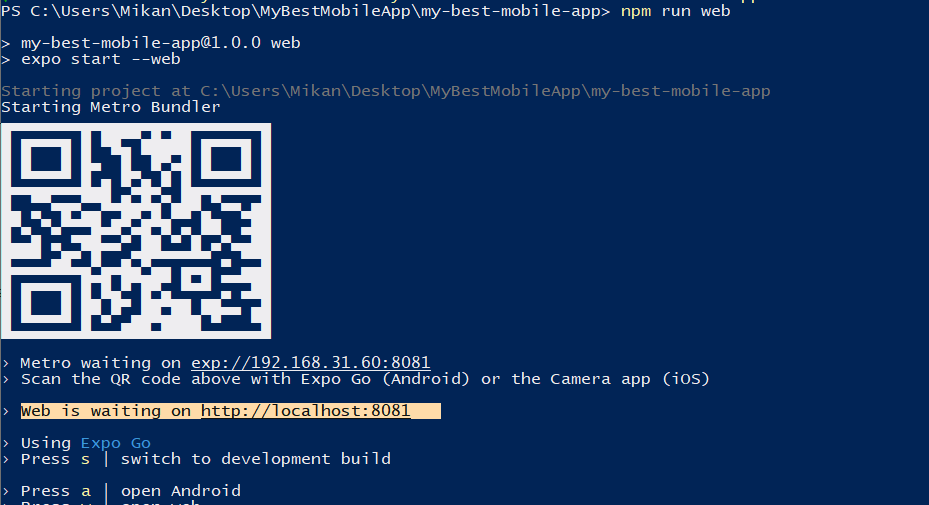 PS C:\Users\Mikan\Desktop\MyBestMobileApp\my-best-mobile-app> npm run web
> my-best-mobile-app@1.0.0 web
> expo start --web
Starting project at C:\Users\Mikan\Desktop\MyBestMobileApp\my-best-mobile-app
Starting Metro Bundler
› Metro waiting on exp://192.168.31.60:8081
› Scan the QR code above with Expo Go (Android) or the Camera app (iOS)
› Web is waiting on http://localhost:8081
› Using Expo Go
› Press s | switch to development build
› Press a | open Android